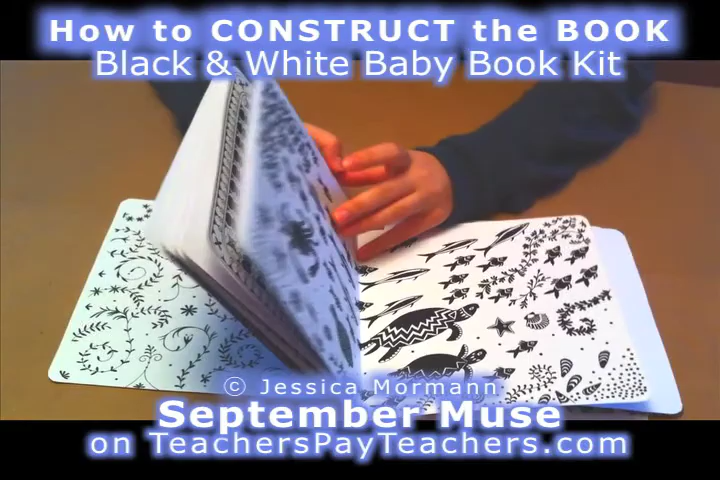 How to CONSTRUCT the BOOK
Black & White Baby Book Kit
© Jessica Mormann
September Muse
on TeachersPayTeachers.com